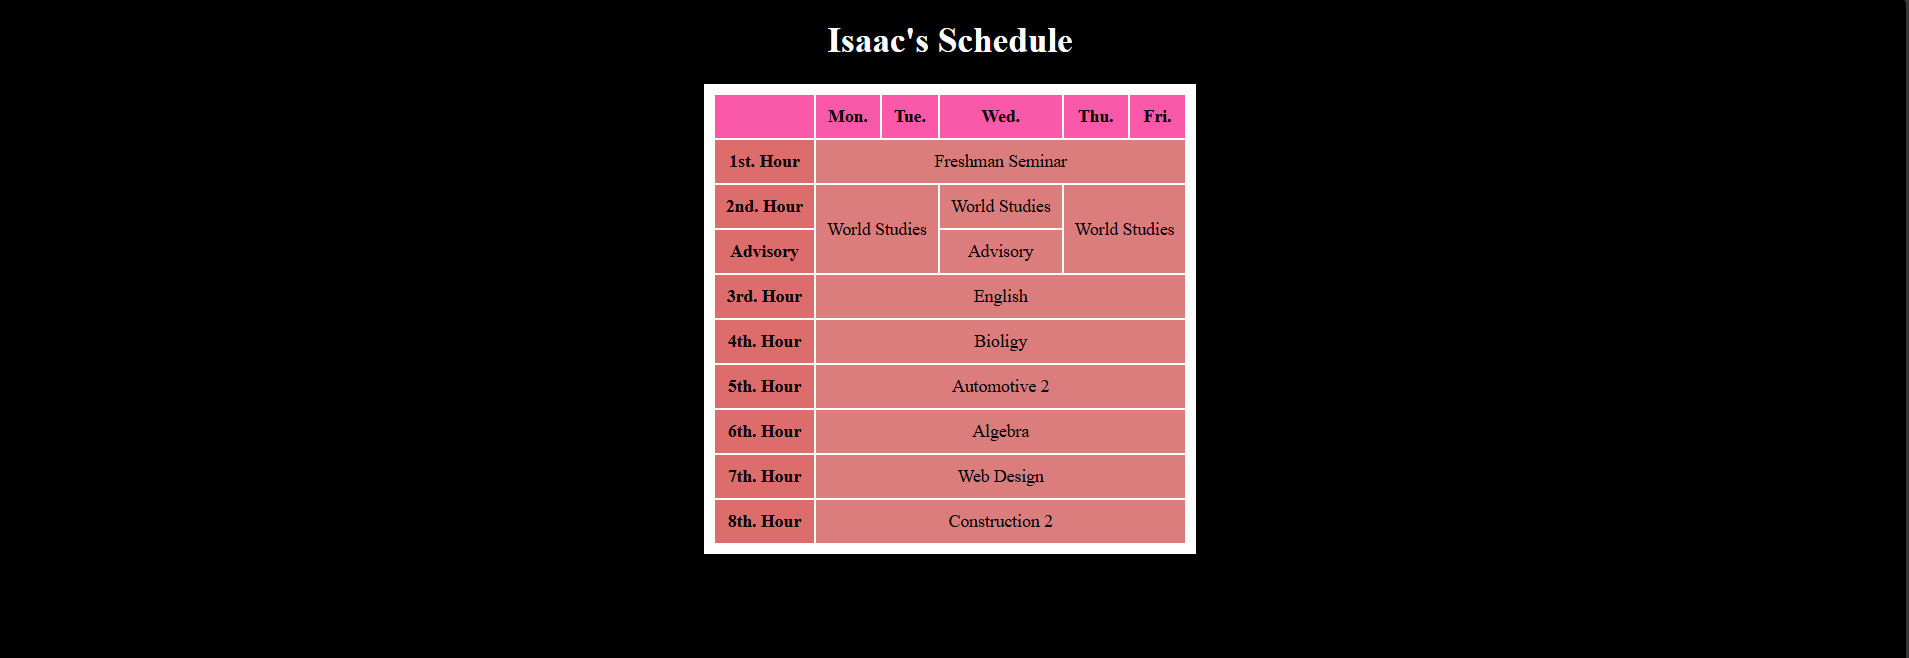 Isaac's Schedule
Mon. Tue. Wed. Thu. Fri.
1st. Hour Freshman Seminar
2nd. Hour World Studies World Studies World Studies
Advisory Advisory
3rd. Hour English
4th. Hour Bioligy
5th. Hour Automotive 2
6th. Hour Algebra
7th. Hour Web Design
8th. Hour Construction 2